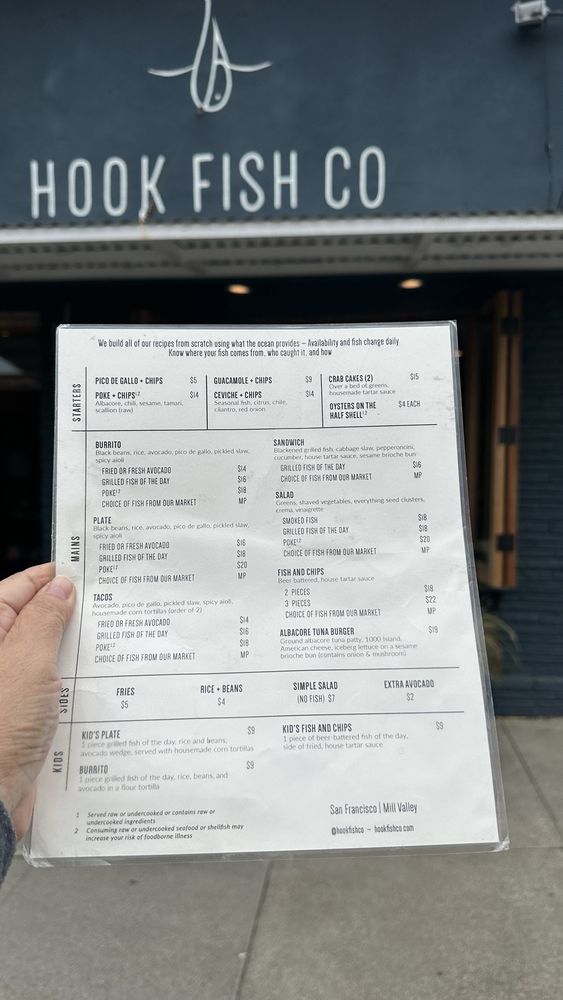 HOOK FISH CO
We build all of our recipes from scratch using what the ocean provides – Availability and fish change daily
Know where your fish comes from, who caught it, and how
STARTERS
PICO DE GALLO + CHIPS $5
POKE + CHIPS¹,² $14
Albacore, chili, sesame, tamari,
scallion (raw)
GUACAMOLE + CHIPS $9
CEVICHE + CHIPS $14
Seasonal fish, citrus, chile,
cilantro, red onion
CRAB CAKES (2) $15
Over a bed of greens,
housemade tartar sauce
OYSTERS ON THE $4 EACH
HALF SHELL¹,²
MAINS
BURRITO
Black beans, rice, avocado, pico de gallo, pickled slaw,
spicy aioli
FRIED OR FRESH AVOCADO $14
GRILLED FISH OF THE DAY $16
POKE¹,² $18
CHOICE OF FISH FROM OUR MARKET MP
PLATE
Black beans, rice, avocado, pico de gallo, pickled slaw,
spicy aioli
FRIED OR FRESH AVOCADO $16
GRILLED FISH OF THE DAY $18
POKE¹,² $20
CHOICE OF FISH FROM OUR MARKET MP
TACOS
Avocado, pico de gallo, pickled slaw, spicy aioli,
housemade corn tortillas (order of 2)
FRIED OR FRESH AVOCADO $14
GRILLED FISH OF THE DAY $16
POKE¹,² $18
CHOICE OF FISH FROM OUR MARKET MP
SANDWICH
Blackened grilled fish, cabbage slaw, pepperoncini,
cucumber, house tartar sauce, sesame brioche bun
GRILLED FISH OF THE DAY $16
CHOICE OF FISH FROM OUR MARKET MP
SALAD
Greens, shaved vegetables, everything seed clusters,
crema, vinaigrette
SMOKED FISH $18
GRILLED FISH OF THE DAY $18
POKE¹,² $20
CHOICE OF FISH FROM OUR MARKET MP
FISH AND CHIPS
Beer battered, house tartar sauce
2 PIECES $18
3 PIECES $22
CHOICE OF FISH FROM OUR MARKET MP
ALBACORE TUNA BURGER $19
Ground albacore tuna patty, 1000 Island,
American cheese, iceberg lettuce on a sesame
brioche bun (contains onion & mushroom)
SIDES
FRIES
$5
RICE + BEANS
$4
SIMPLE SALAD
(NO FISH) $7
EXTRA AVOCADO
$2
KIDS
KID'S PLATE $9
1 piece grilled fish of the day, rice and beans,
avocado wedge, served with housemade corn tortillas
BURRITO $9
1 piece grilled fish of the day, rice, beans, and
avocado in a flour tortilla
KID'S FISH AND CHIPS $9
1 piece of beer-battered fish of the day,
side of fried, house tartar sauce
1 Served raw or undercooked or contains raw or
undercooked ingredients
2 Consuming raw or undercooked seafood or shellfish may
increase your risk of foodborne illness
San Francisco | Mill Valley
@hookfishco – hookfishco.com